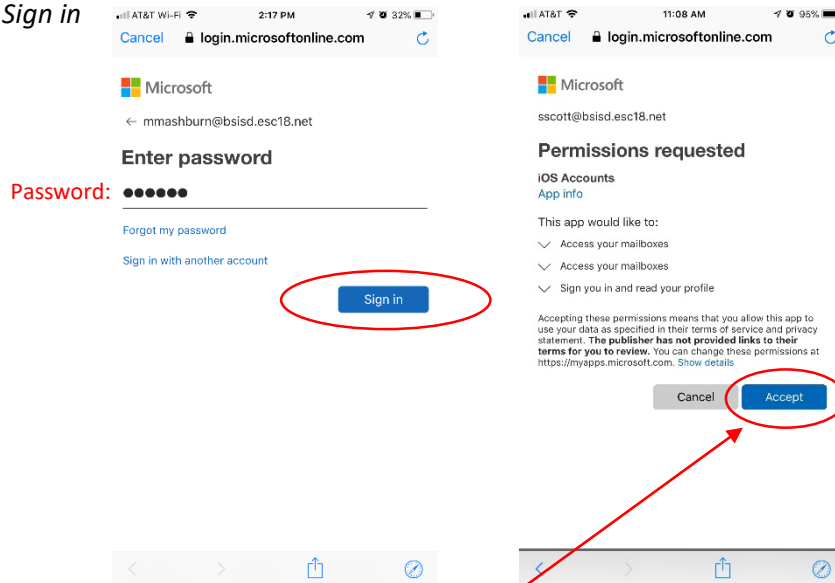 Sign in
AT&T Wi-Fi 2:17 PM 32%
Cancel login.microsoftonline.com
Microsoft
← mmashburn@bsisd.esc18.net
Enter password
Password: ●●●●●●
Forgot my password
Sign in with another account
Sign in
AT&T 11:08 AM 95%
Cancel login.microsoftonline.com
Microsoft
sscott@bsisd.esc18.net
Permissions requested
iOS Accounts
App info
This app would like to:
Access your mailboxes
Access your mailboxes
Sign you in and read your profile
Accepting these permissions means that you allow this app to
use your data as specified in their terms of service and privacy
statement. The publisher has not provided links to their
terms for you to review. You can change these permissions at
https://myapps.microsoft.com. Show details
Cancel Accept